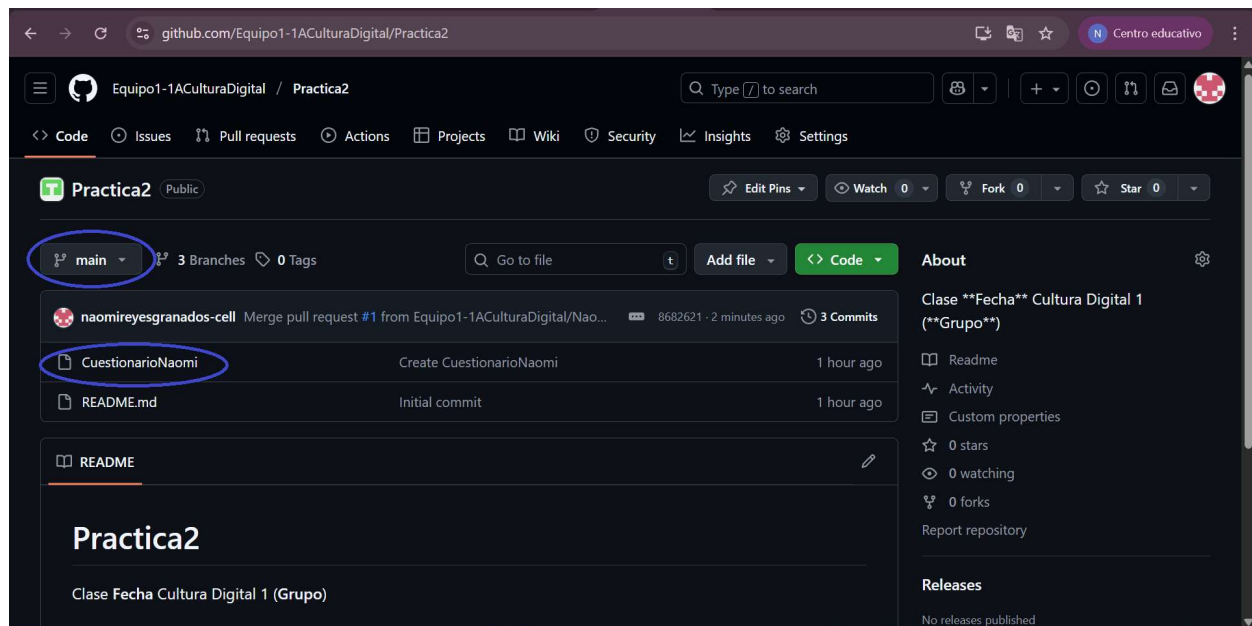 github.com/Equipo1-1ACulturaDigital/Practica2
N Centro educativo
Equipo1-1ACulturaDigital / Practica2
Type / to search
Code Issues Pull requests Actions Projects Wiki Security Insights Settings
Practica2 Public
Edit Pins Watch 0 Fork 0 Star 0
main 3 Branches 0 Tags Go to file t Add file Code
About
Clase **Fecha** Cultura Digital 1
(**Grupo**)
naomireyesgranados-cell Merge pull request #1 from Equipo1-1ACulturaDigital/Nao... 8682621 · 2 minutes ago 3 Commits
CuestionarioNaomi Create CuestionarioNaomi 1 hour ago
README.md Initial commit 1 hour ago
Readme
Activity
Custom properties
0 stars
0 watching
0 forks
Report repository
README
Practica2
Clase Fecha Cultura Digital 1 (Grupo)
Releases
No releases published